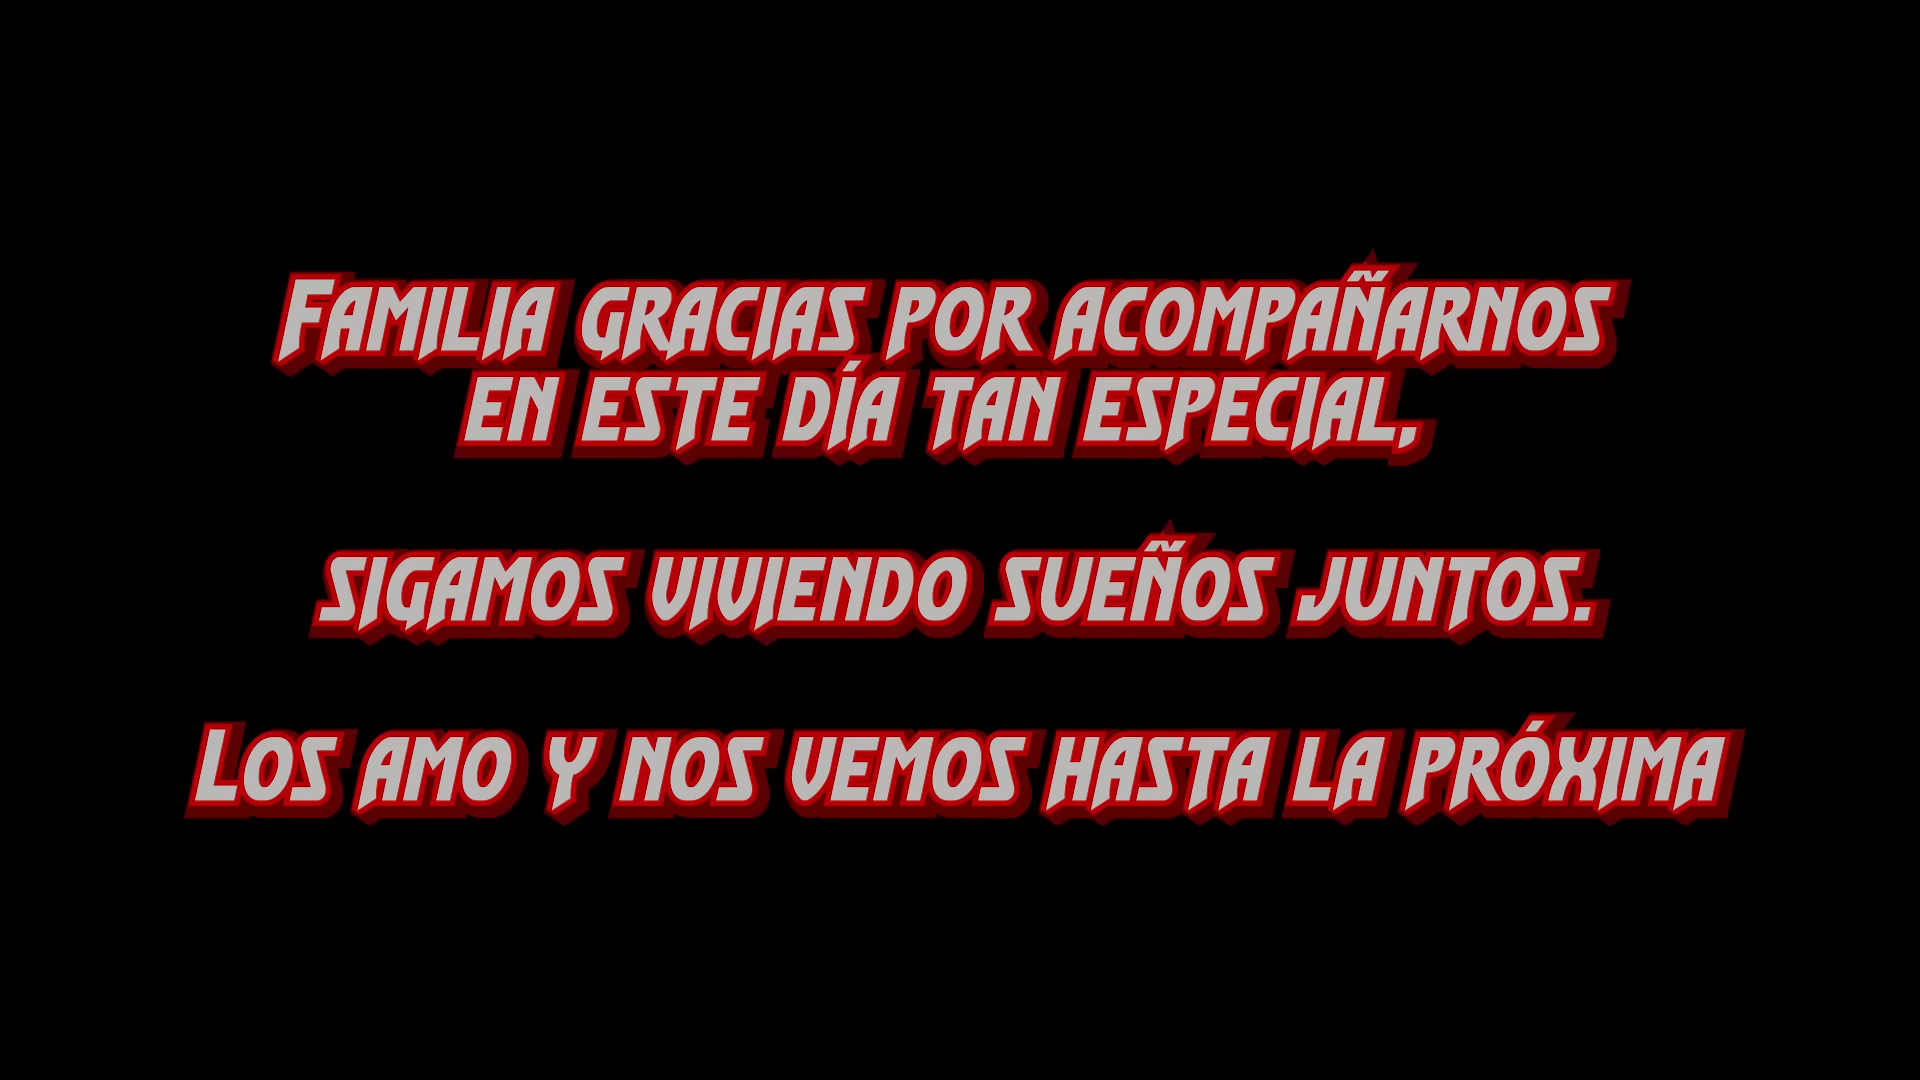 Familia gracias por acompañarnos
en este día tan especial,
sigamos viviendo sueños juntos.
Los amo y nos vemos hasta la próxima